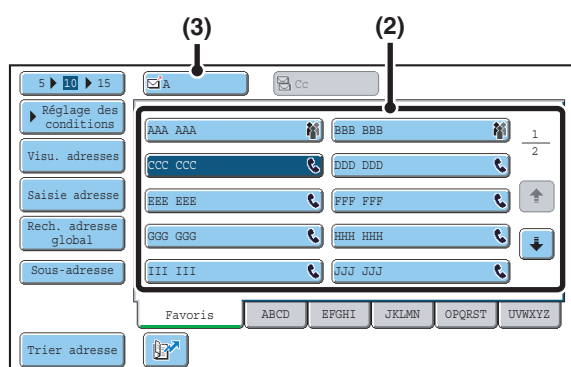 (3) (2)
5 10 15
A
Cc
Réglage des
conditions
Visu. adresses
Saisie adresse
Rech. adresse
global
Sous-adresse
Trier adresse
AAA AAA
BBB BBB
CCC CCC
DDD DDD
EEE EEE
FFF FFF
GGG GGG
HHH HHH
III III
JJJ JJJ
1
2
Favoris ABCD EFGHI JKLMN OPQRST UVWXYZ